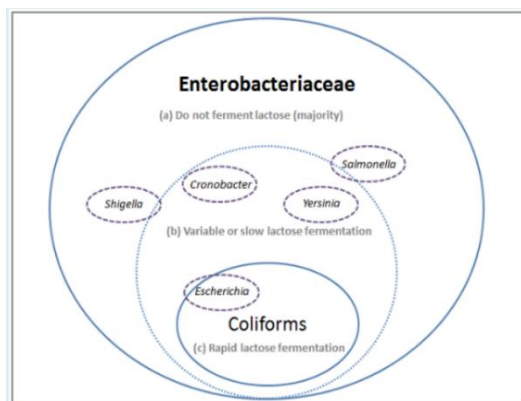 Enterobacteriaceae
(a) Do not ferment lactose (majority)
Salmonella
Cronobacter
Shigella
Yersinia
(b) Variable or slow lactose fermentation
Escherichia
Coliforms
(c) Rapid lactose fermentation